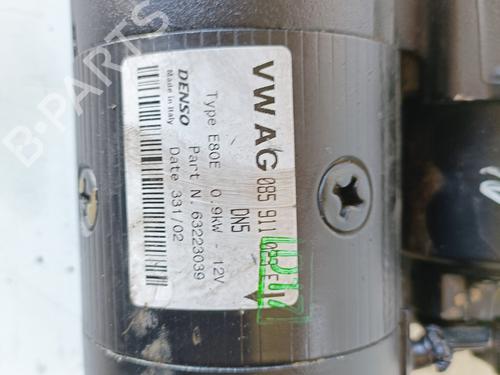 VW AG 085 911
DN5
Type E80E 0.9kW - 12V
Part N. 63223039
DENSO
Made in Italy
Date 331/02
B-PARTS